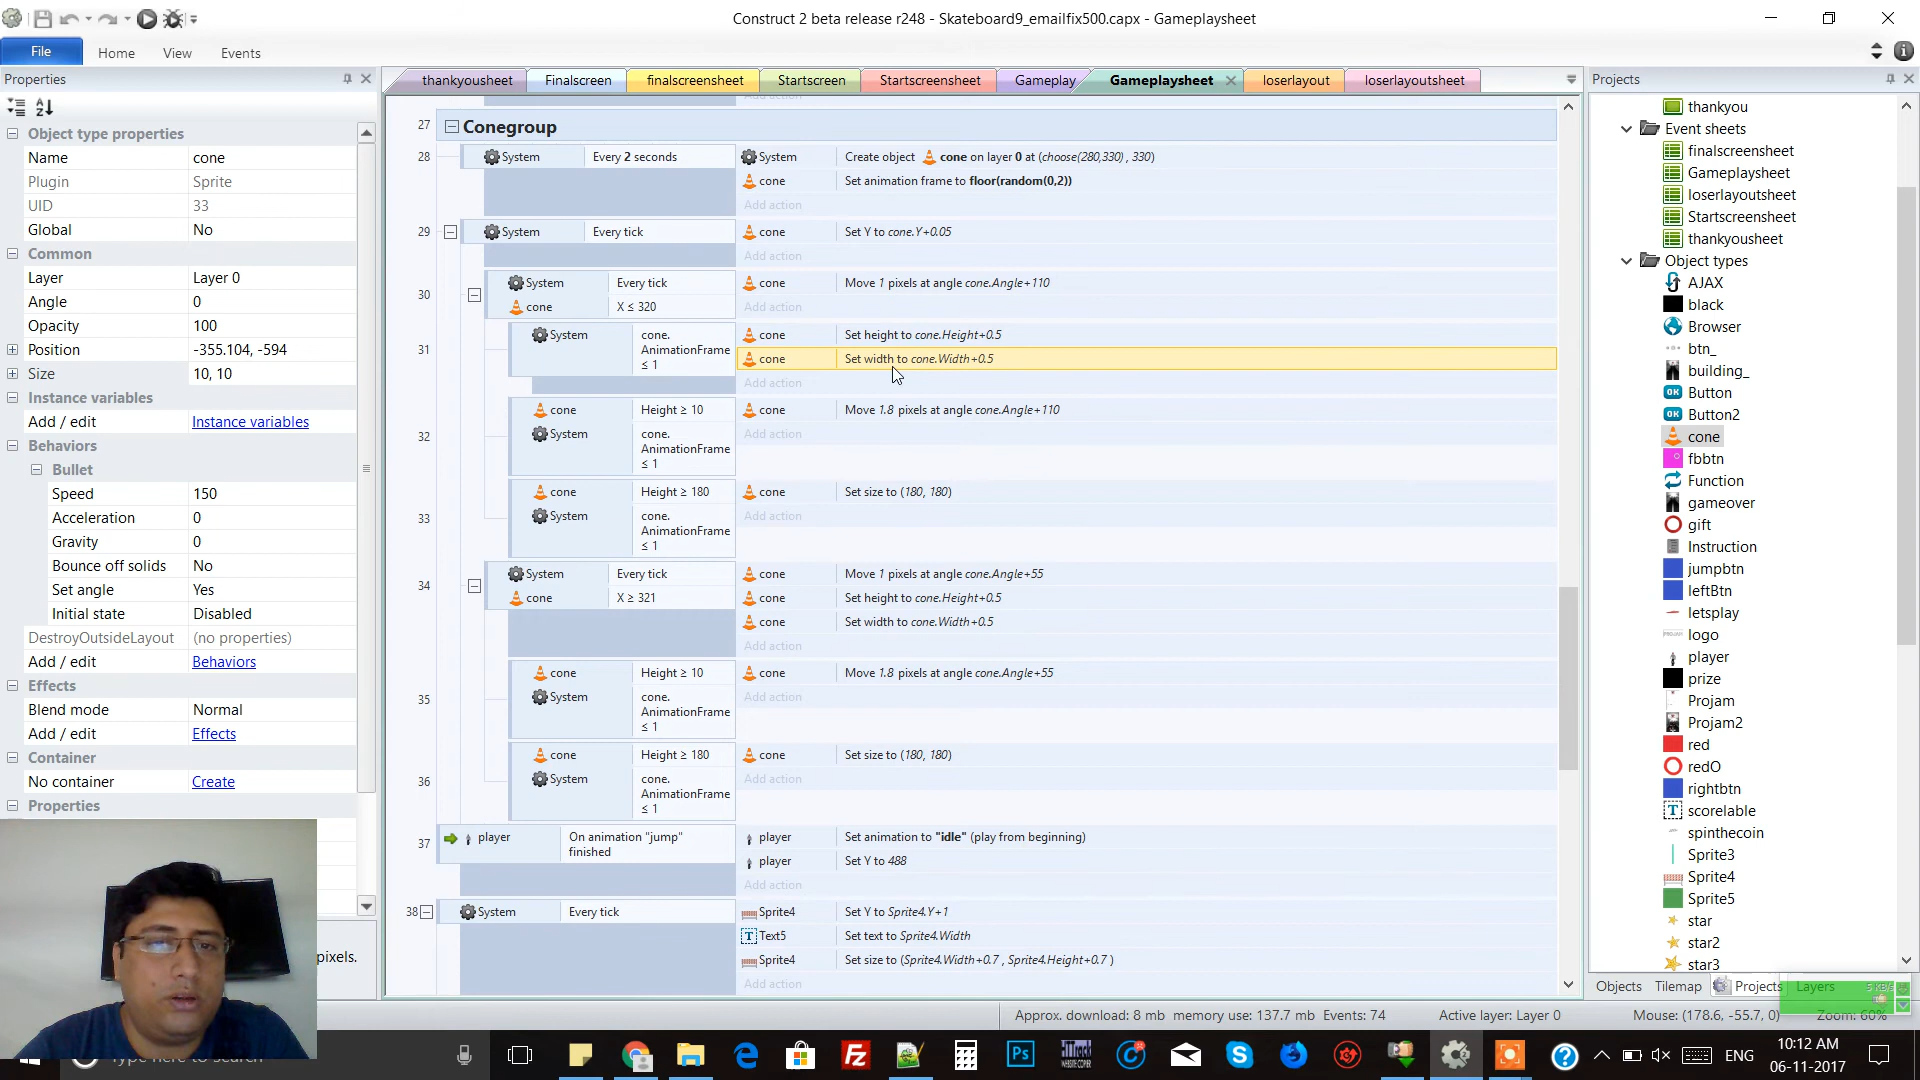 Construct 2 beta release r248 - Skateboard9_emailfix500.capx - Gameplaysheet
File Home View Events
Properties
thankyousheet Finalscreen finalscreensheet Startscreen Startscreensheet Gameplay Gameplaysheet loserlayout loserlayoutsheet
Projects
Object type properties
Name cone
Plugin Sprite
UID 33
Global No
Common
Layer Layer 0
Angle 0
Opacity 100
Position -355.104, -594
Size 10, 10
Instance variables
Add / edit Instance variables
Behaviors
Bullet
Speed 150
Acceleration 0
Gravity 0
Bounce off solids No
Set angle Yes
Initial state Disabled
DestroyOutsideLayout (no properties)
Add / edit Behaviors
Effects
Blend mode Normal
Add / edit Effects
Container
No container Create
Properties
pixels.
Add action
27 Conegroup
28 System Every 2 seconds System Create object cone on layer 0 at (choose(280,330) , 330)
cone Set animation frame to floor(random(0,2))
Add action
29 System Every tick cone Set Y to cone.Y+0.05
Add action
30 System Every tick cone Move 1 pixels at angle cone.Angle+110
cone X ≤ 320 Add action
31 System cone. AnimationFrame ≤ 1 cone Set height to cone.Height+0.5
cone Set width to cone.Width+0.5
Add action
32 cone Height ≥ 10 cone Move 1.8 pixels at angle cone.Angle+110
System cone. AnimationFrame ≤ 1 Add action
33 cone Height ≥ 180 cone Set size to (180, 180)
System cone. AnimationFrame ≤ 1 Add action
34 System Every tick cone Move 1 pixels at angle cone.Angle+55
cone X ≥ 321 cone Set height to cone.Height+0.5
cone Set width to cone.Width+0.5
Add action
35 cone Height ≥ 10 cone Move 1.8 pixels at angle cone.Angle+55
System cone. AnimationFrame ≤ 1 Add action
36 cone Height ≥ 180 cone Set size to (180, 180)
System cone. AnimationFrame ≤ 1 Add action
37 player On animation "jump" finished player Set animation to "idle" (play from beginning)
player Set Y to 488
Add action
38 System Every tick Sprite4 Set Y to Sprite4.Y+1
Text5 Set text to Sprite4.Width
Sprite4 Set size to (Sprite4.Width+0.7 , Sprite4.Height+0.7 )
Add action
thankyou
Event sheets
finalscreensheet
Gameplaysheet
loserlayoutsheet
Startscreensheet
thankyousheet
Object types
AJAX
black
Browser
btn_
building_
Button
Button2
cone
fbbtn
Function
gameover
gift
Instruction
jumpbtn
leftBtn
letsplay
logo
player
prize
Projam
Projam2
red
redO
rightbtn
scorelable
spinthecoin
Sprite3
Sprite4
Sprite5
star
star2
star3
Objects Tilemap Projects Layers
Approx. download: 8 mb memory use: 137.7 mb Events: 74 Active layer: Layer 0 Mouse: (178.6, -55.7, 0) Zoom: 60%
Type here to search
ENG
10:12 AM
06-11-2017